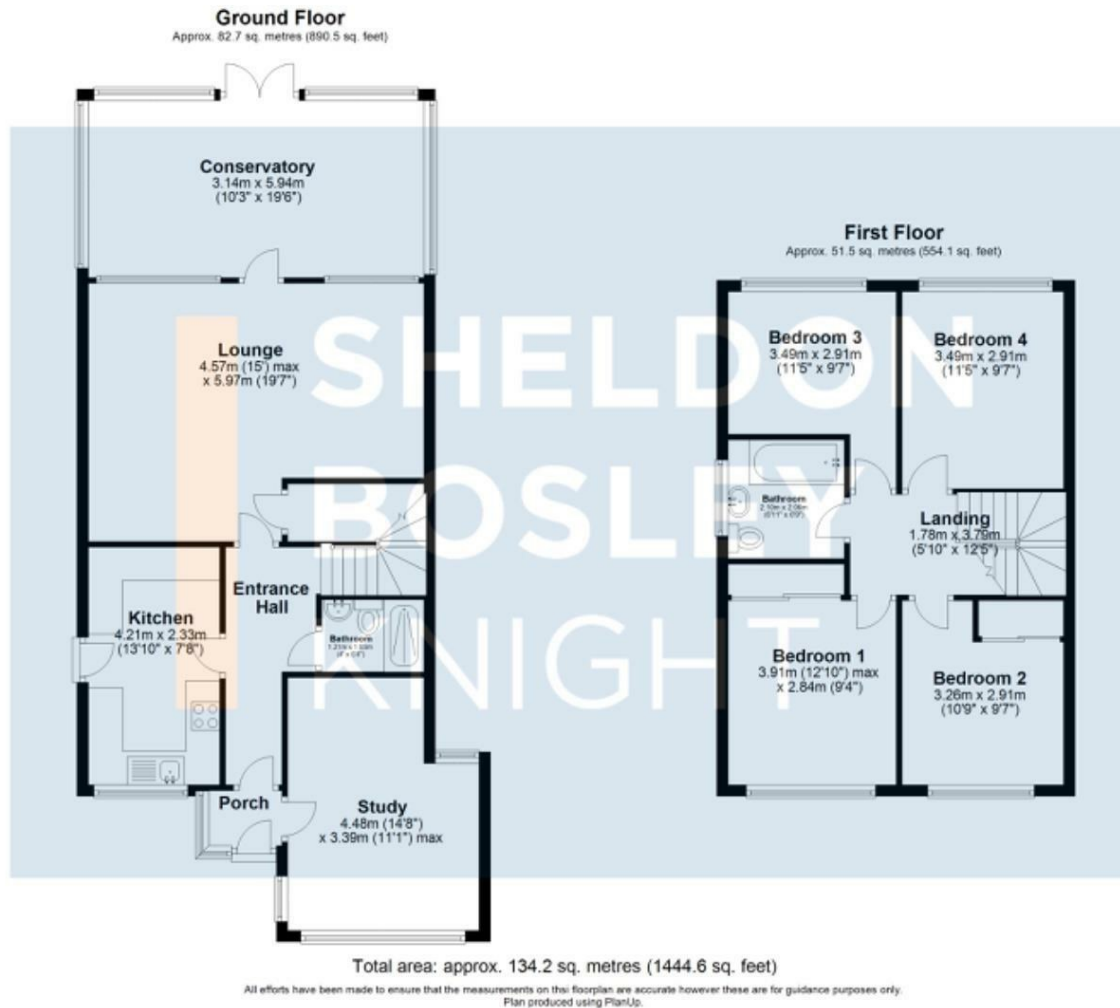 Ground Floor
Approx. 82.7 sq. metres (890.5 sq. feet)
Conservatory
3.14m x 5.94m
(10'3" x 19'6")
Lounge
4.57m (15') max
x 5.97m (19'7")
Kitchen
4.21m x 2.33m
(13'10" x 7'8")
Entrance
Hall
Bathroom
Porch
Study
4.48m (14'8")
x 3.39m (11'1") max
First Floor
Approx. 51.5 sq. metres (554.1 sq. feet)
Bedroom 3
3.49m x 2.91m
(11'5" x 9'7")
Bedroom 4
3.49m x 2.91m
(11'5" x 9'7")
Bathroom
2.10m x 2.06m
(6'11" x 6'9")
Landing
1.78m x 3.79m
(5'10" x 12'5")
Bedroom 1
3.91m (12'10") max
x 2.84m (9'4")
Bedroom 2
3.26m x 2.91m
(10'9" x 9'7")
SHELDON
BOSLEY
KNIGHT
Total area: approx. 134.2 sq. metres (1444.6 sq. feet)
All efforts have been made to ensure that the measurements on thsi floorplan are accurate however these are for guidance purposes only.
Plan produced using PlanUp.